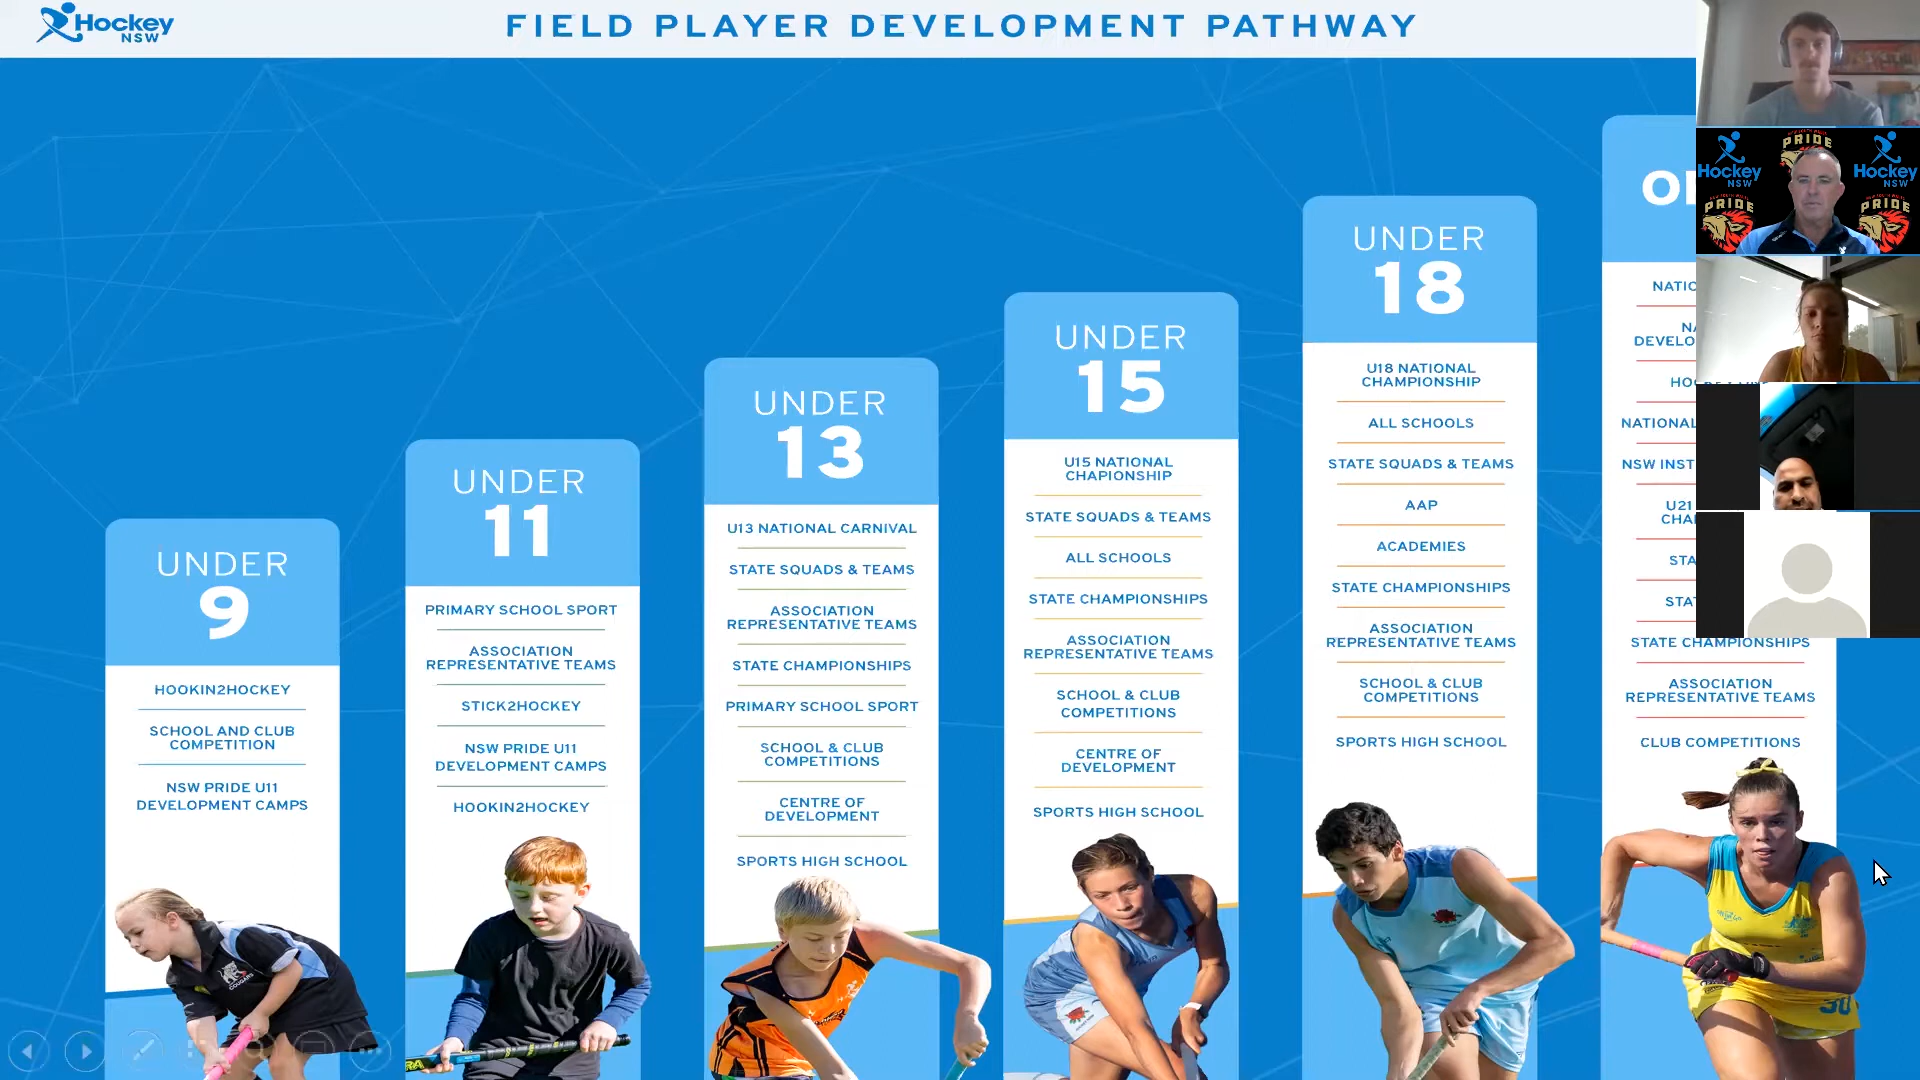 Hockey
NSW
FIELD PLAYER DEVELOPMENT PATHWAY
UNDER
9
HOOKIN2HOCKEY
SCHOOL AND CLUB
COMPETITION
NSW PRIDE U11
DEVELOPMENT CAMPS
UNDER
11
PRIMARY SCHOOL SPORT
ASSOCIATION
REPRESENTATIVE TEAMS
STICK2HOCKEY
NSW PRIDE U11
DEVELOPMENT CAMPS
HOOKIN2HOCKEY
UNDER
13
U13 NATIONAL CARNIVAL
STATE SQUADS & TEAMS
ASSOCIATION
REPRESENTATIVE TEAMS
STATE CHAMPIONSHIPS
PRIMARY SCHOOL SPORT
SCHOOL & CLUB
COMPETITIONS
CENTRE OF
DEVELOPMENT
SPORTS HIGH SCHOOL
UNDER
15
U15 NATIONAL
CHAPIONSHIP
STATE SQUADS & TEAMS
ALL SCHOOLS
STATE CHAMPIONSHIPS
ASSOCIATION
REPRESENTATIVE TEAMS
SCHOOL & CLUB
COMPETITIONS
CENTRE OF
DEVELOPMENT
SPORTS HIGH SCHOOL
UNDER
18
U18 NATIONAL
CHAMPIONSHIP
ALL SCHOOLS
STATE SQUADS & TEAMS
AAP
ACADEMIES
STATE CHAMPIONSHIPS
ASSOCIATION
REPRESENTATIVE TEAMS
SCHOOL & CLUB
COMPETITIONS
SPORTS HIGH SCHOOL
NATIONAL
NSW INST
U21
STATE CHAMPIONSHIPS
ASSOCIATION
REPRESENTATIVE TEAMS
CLUB COMPETITIONS
30
PRIDE
Hockey
NSW
Hockey
NSW
PRIDE
PRIDE